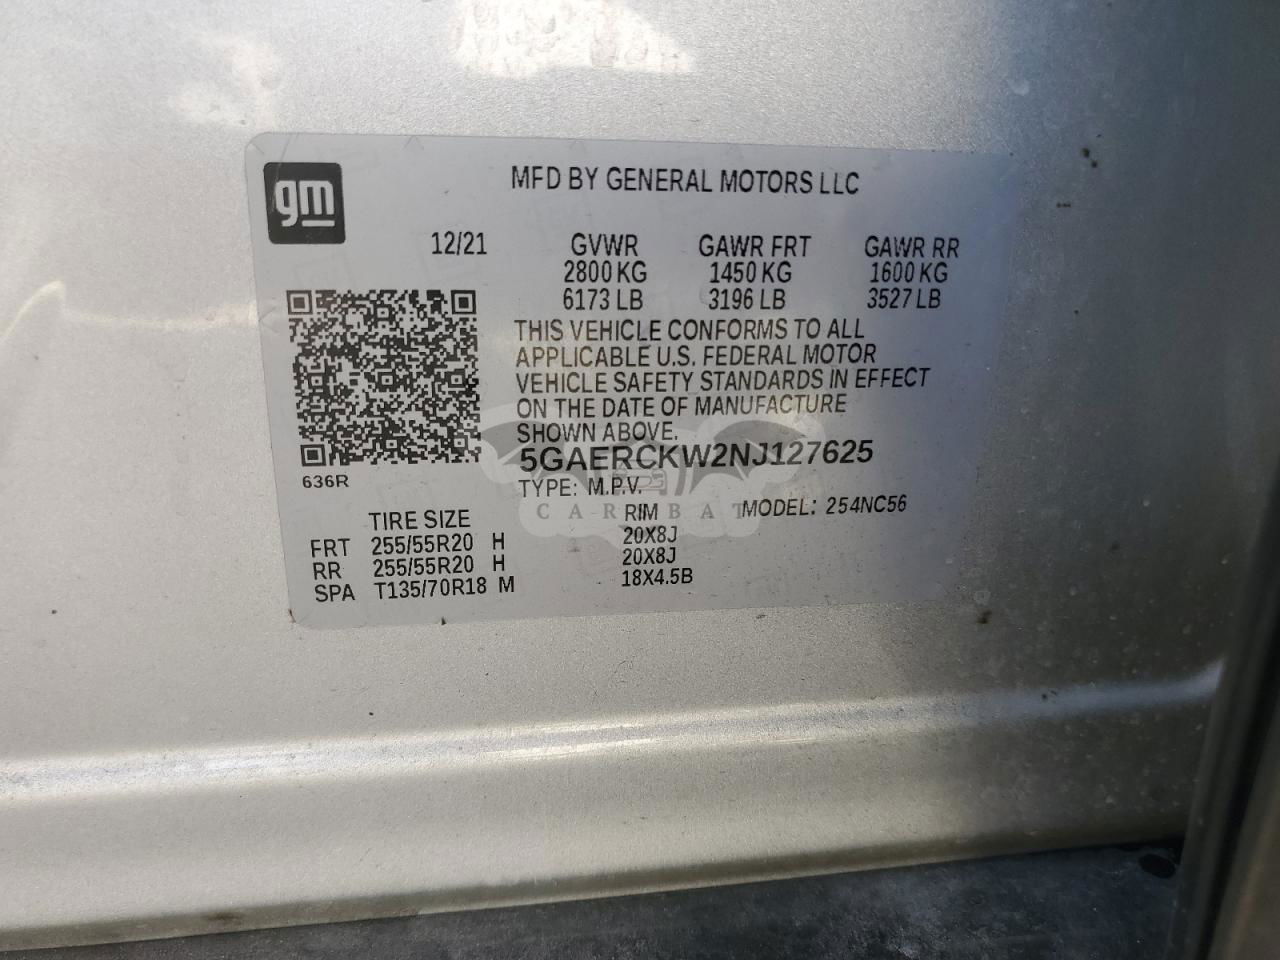 gm
MFD BY GENERAL MOTORS LLC
12/21 GVWR GAWR FRT GAWR RR
2800 KG 1450 KG 1600 KG
6173 LB 3196 LB 3527 LB
THIS VEHICLE CONFORMS TO ALL
APPLICABLE U.S. FEDERAL MOTOR
VEHICLE SAFETY STANDARDS IN EFFECT
ON THE DATE OF MANUFACTURE
SHOWN ABOVE.
5GAERCKW2NJ127625
636R
TYPE: M.P.V.
MODEL: 254NC56
CARBAT
TIRE SIZE RIM
FRT 255/55R20 H 20X8J
RR 255/55R20 H 20X8J
SPA T135/70R18 M 18X4.5B